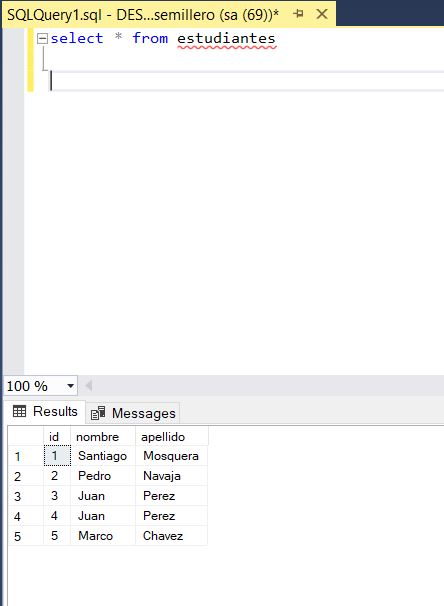 SQLQuery1.sql - DES...semillero (sa (69))*
select * from estudiantes
100 %
Results Messages
id nombre apellido
1 1 Santiago Mosquera
2 2 Pedro Navaja
3 3 Juan Perez
4 4 Juan Perez
5 5 Marco Chavez